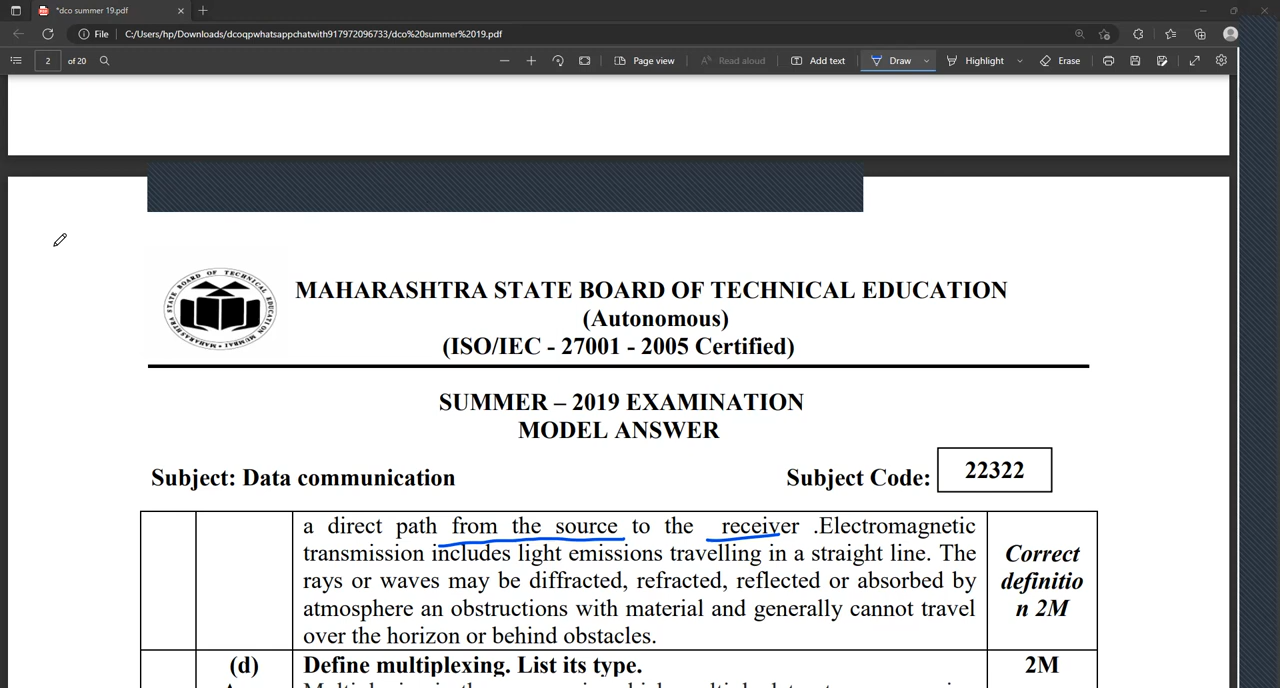 *dco summer 19.pdf
File C:/Users/hp/Downloads/dcoqpwhatsappchatwith917972096733/dco%20summer%2019.pdf
2 of 20 Page view Read aloud Add text Draw Highlight Erase
MAHARASHTRA STATE BOARD OF TECHNICAL EDUCATION
(Autonomous)
(ISO/IEC - 27001 - 2005 Certified)
SUMMER – 2019 EXAMINATION
MODEL ANSWER
Subject: Data communication Subject Code: 22322
a direct path from the source to the receiver .Electromagnetic
transmission includes light emissions travelling in a straight line. The
rays or waves may be diffracted, refracted, reflected or absorbed by
atmosphere an obstructions with material and generally cannot travel
over the horizon or behind obstacles.
Correct
definitio
n 2M
(d) Define multiplexing. List its type. 2M